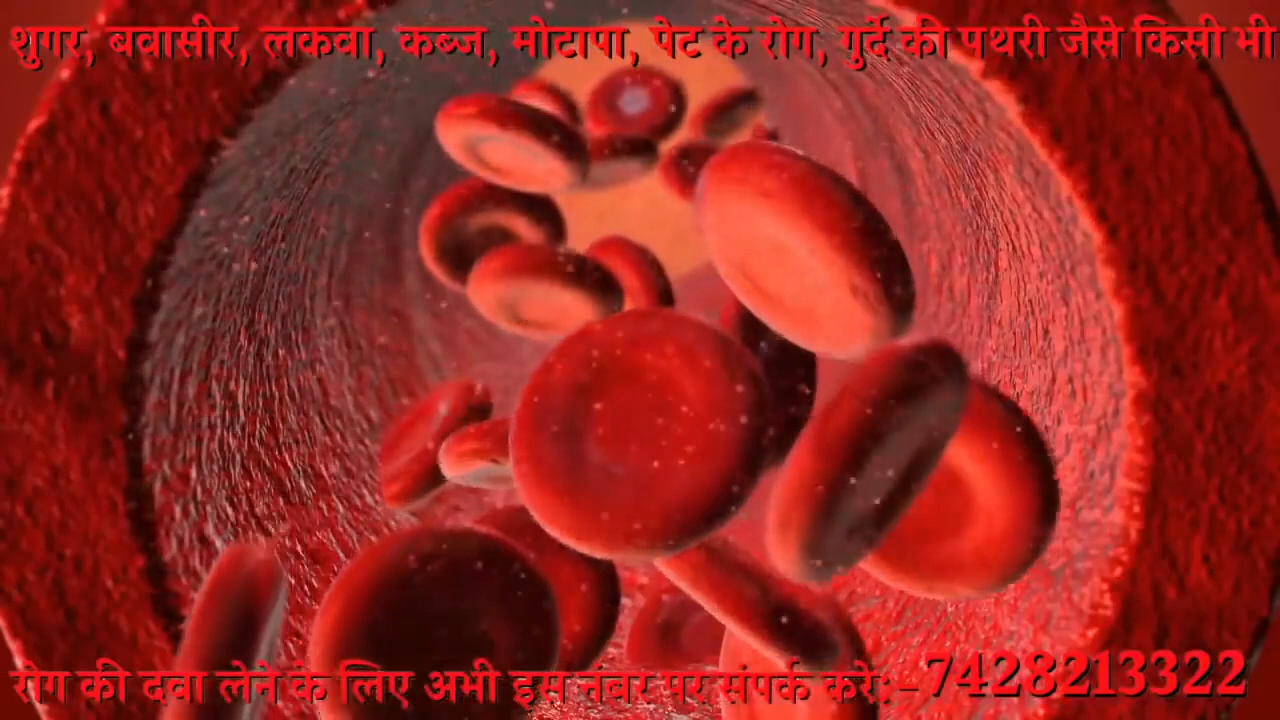 शुगर, बवासीर, लकवा, कब्ज, मोटापा, पेट के रोग, गुर्दे की पथरी जैसे किसी भी
रोग की दवा लेने के लिए अभी इस नंबर पर संपर्क करे:-7428213322